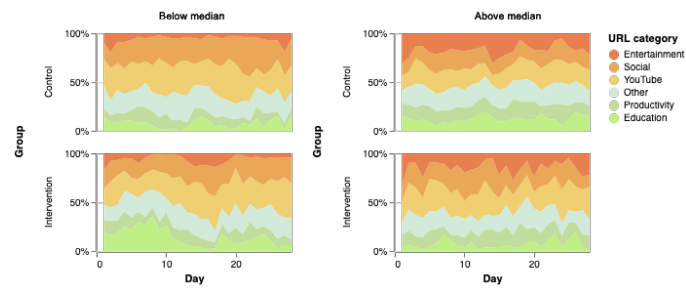 Below median
Above median
URL category
Entertainment
Social
YouTube
Other
Productivity
Education
Group
Control
100%
50%
0%
Intervention
100%
50%
0%
0
10
20
Day
Group
Control
100%
50%
0%
Intervention
100%
50%
0%
0
10
20
Day